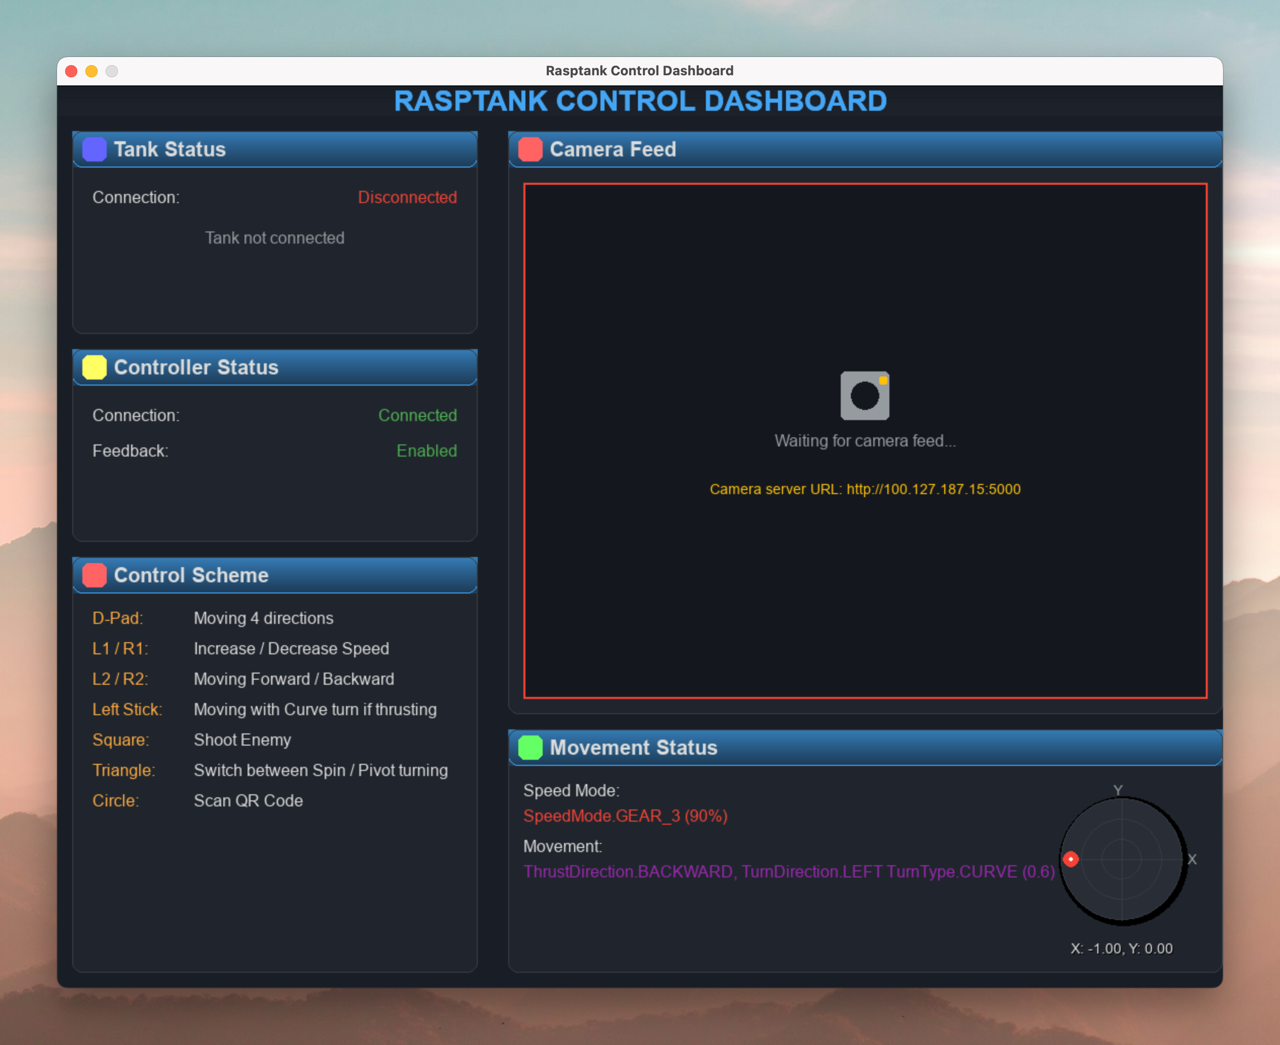 Rasptank Control Dashboard
RASPTANK CONTROL DASHBOARD
Tank Status
Connection: Disconnected
Tank not connected
Controller Status
Connection: Connected
Feedback: Enabled
Control Scheme
D-Pad: Moving 4 directions
L1 / R1: Increase / Decrease Speed
L2 / R2: Moving Forward / Backward
Left Stick: Moving with Curve turn if thrusting
Square: Shoot Enemy
Triangle: Switch between Spin / Pivot turning
Circle: Scan QR Code
Camera Feed
Waiting for camera feed...
Camera server URL: http://100.127.187.15:5000
Movement Status
Speed Mode:
SpeedMode.GEAR_3 (90%)
Movement:
ThrustDirection.BACKWARD, TurnDirection.LEFT TurnType.CURVE (0.6)
Y
X
X: -1.00, Y: 0.00